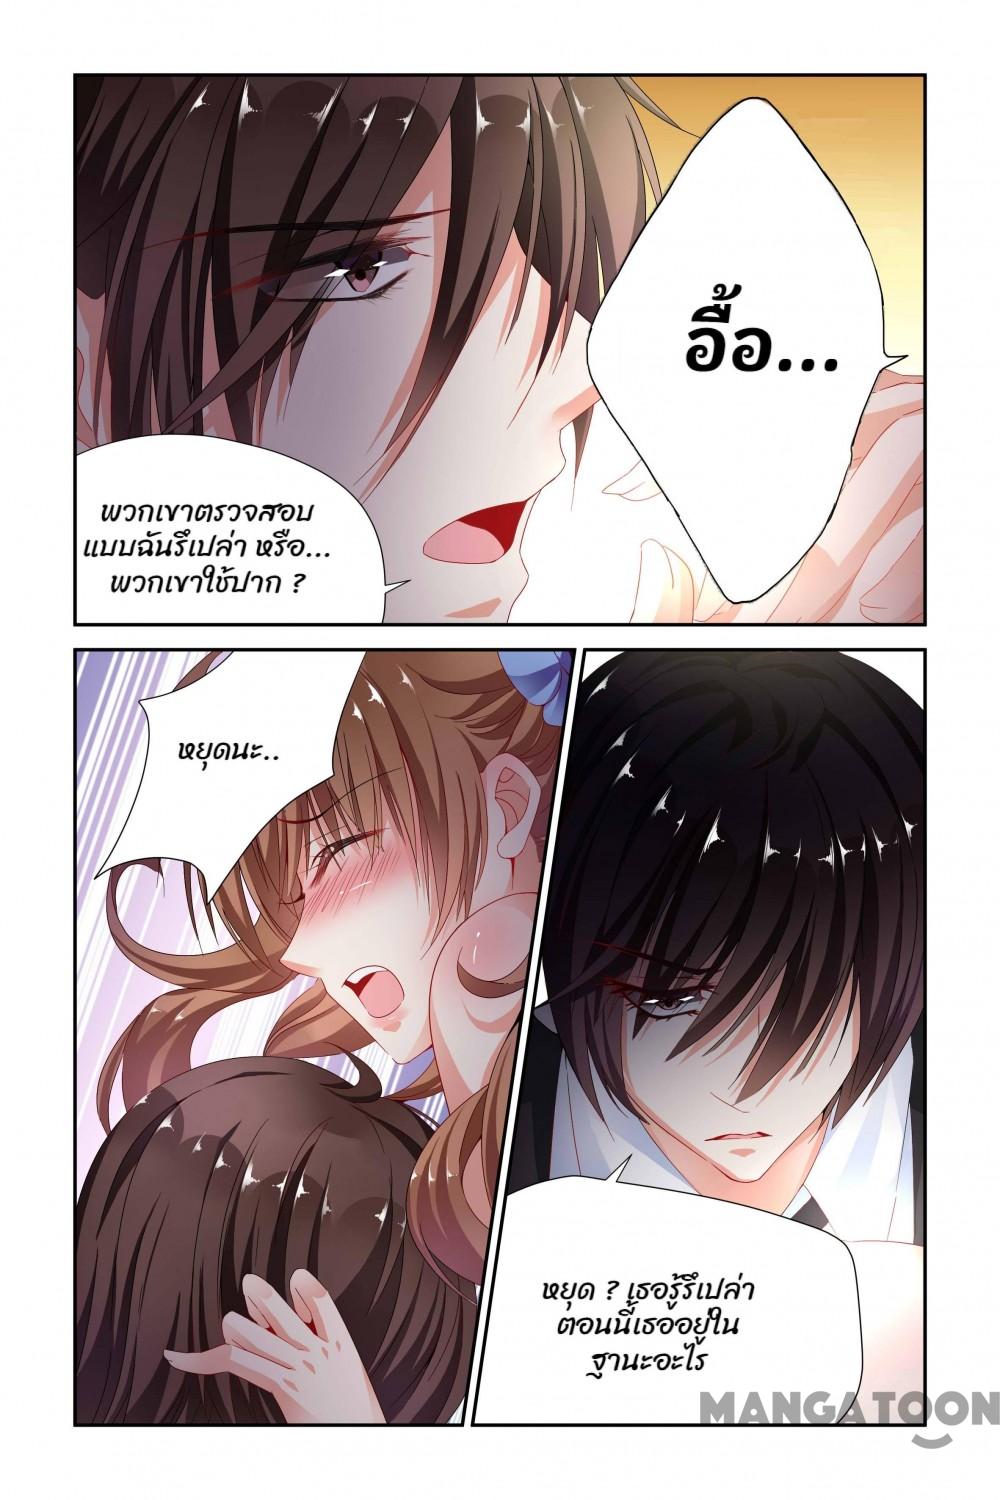 อื้อ...
พวกเขาตรวจสอบ
แบบฉันรึเปล่า หรือ...
พวกเขาใช้ปาก ?
หยุดนะ..
หยุด ? เธอรู้รึเปล่า
ตอนนี้เธออยู่ใน
ฐานะอะไร
MANGATOON